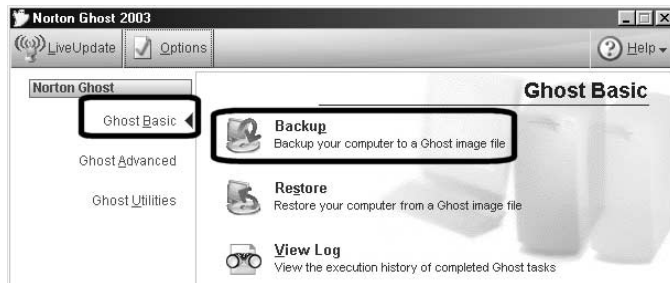 Norton Ghost 2003
LiveUpdate Options Help
Norton Ghost
Ghost Basic
Ghost Advanced
Ghost Utilities
Ghost Basic
Backup
Backup your computer to a Ghost image file
Restore
Restore your computer from a Ghost image file
View Log
View the execution history of completed Ghost tasks